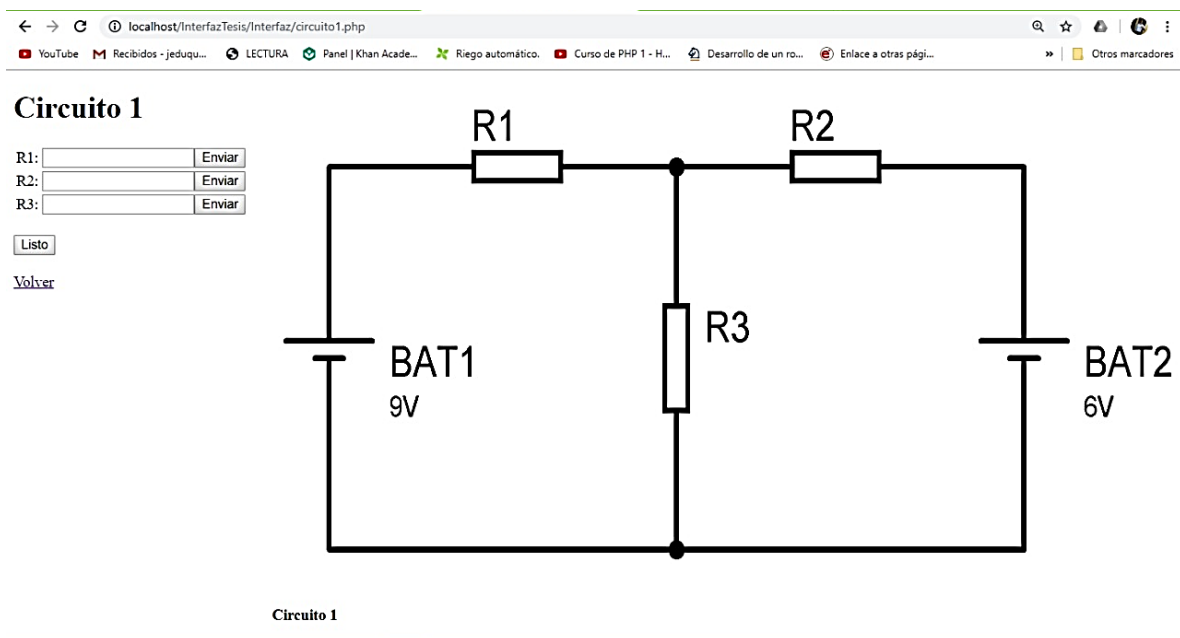 localhost/InterfazTesis/Interfaz/circuito1.php
YouTube Recibidos - jeduqu... LECTURA Panel | Khan Acade... Riego automático. Curso de PHP 1 - H... Desarrollo de un ro... Enlace a otras pági... » Otros marcadores
Circuito 1
R1: Enviar
R2: Enviar
R3: Enviar
Listo
Volver
R1
R2
R3
BAT1
9V
BAT2
6V
Circuito 1